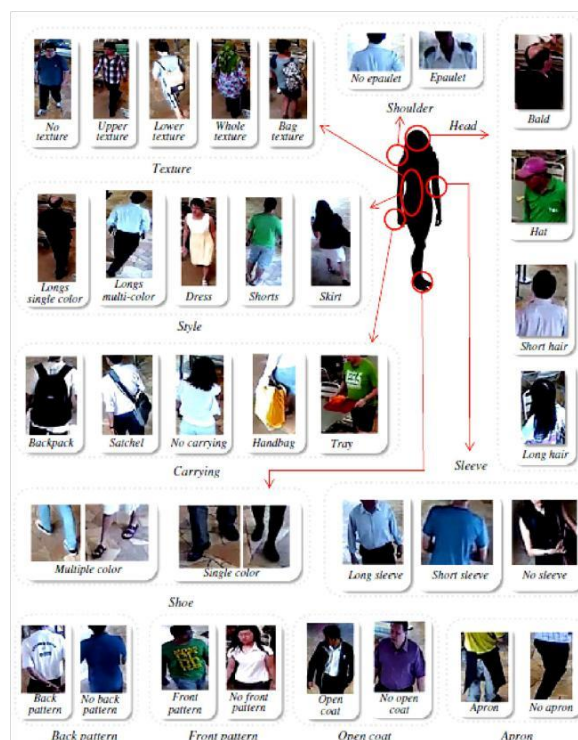 No epaulet
Epaulet
Shoulder
Head
Bald
No texture
Upper texture
Lower texture
Whole texture
Bag texture
Texture
Hat
Longs single color
Longs multi-color
Dress
Shorts
Skirt
Style
Short hair
Backpack
Satchel
No carrying
Handbag
Tray
Carrying
Long hair
Sleeve
Multiple color
Single color
Shoe
Long sleeve
Short sleeve
No sleeve
Back pattern
No back pattern
Back pattern
Front pattern
No front pattern
Front pattern
Open coat
No open coat
Open coat
Apron
No apron
Apron